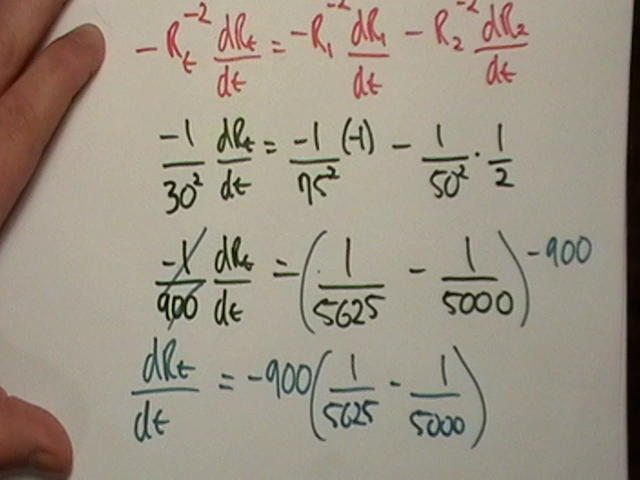 -R_t^-2 dR_t/dt = -R_1^-2 dR_1/dt - R_2^-2 dR_2/dt
-1/30² dR_t/dt = -1/75² (-1) - 1/50² · 1/2
-1/900 dR_t/dt = (1/5625 - 1/5000) -900
dR_t/dt = -900(1/5625 - 1/5000)